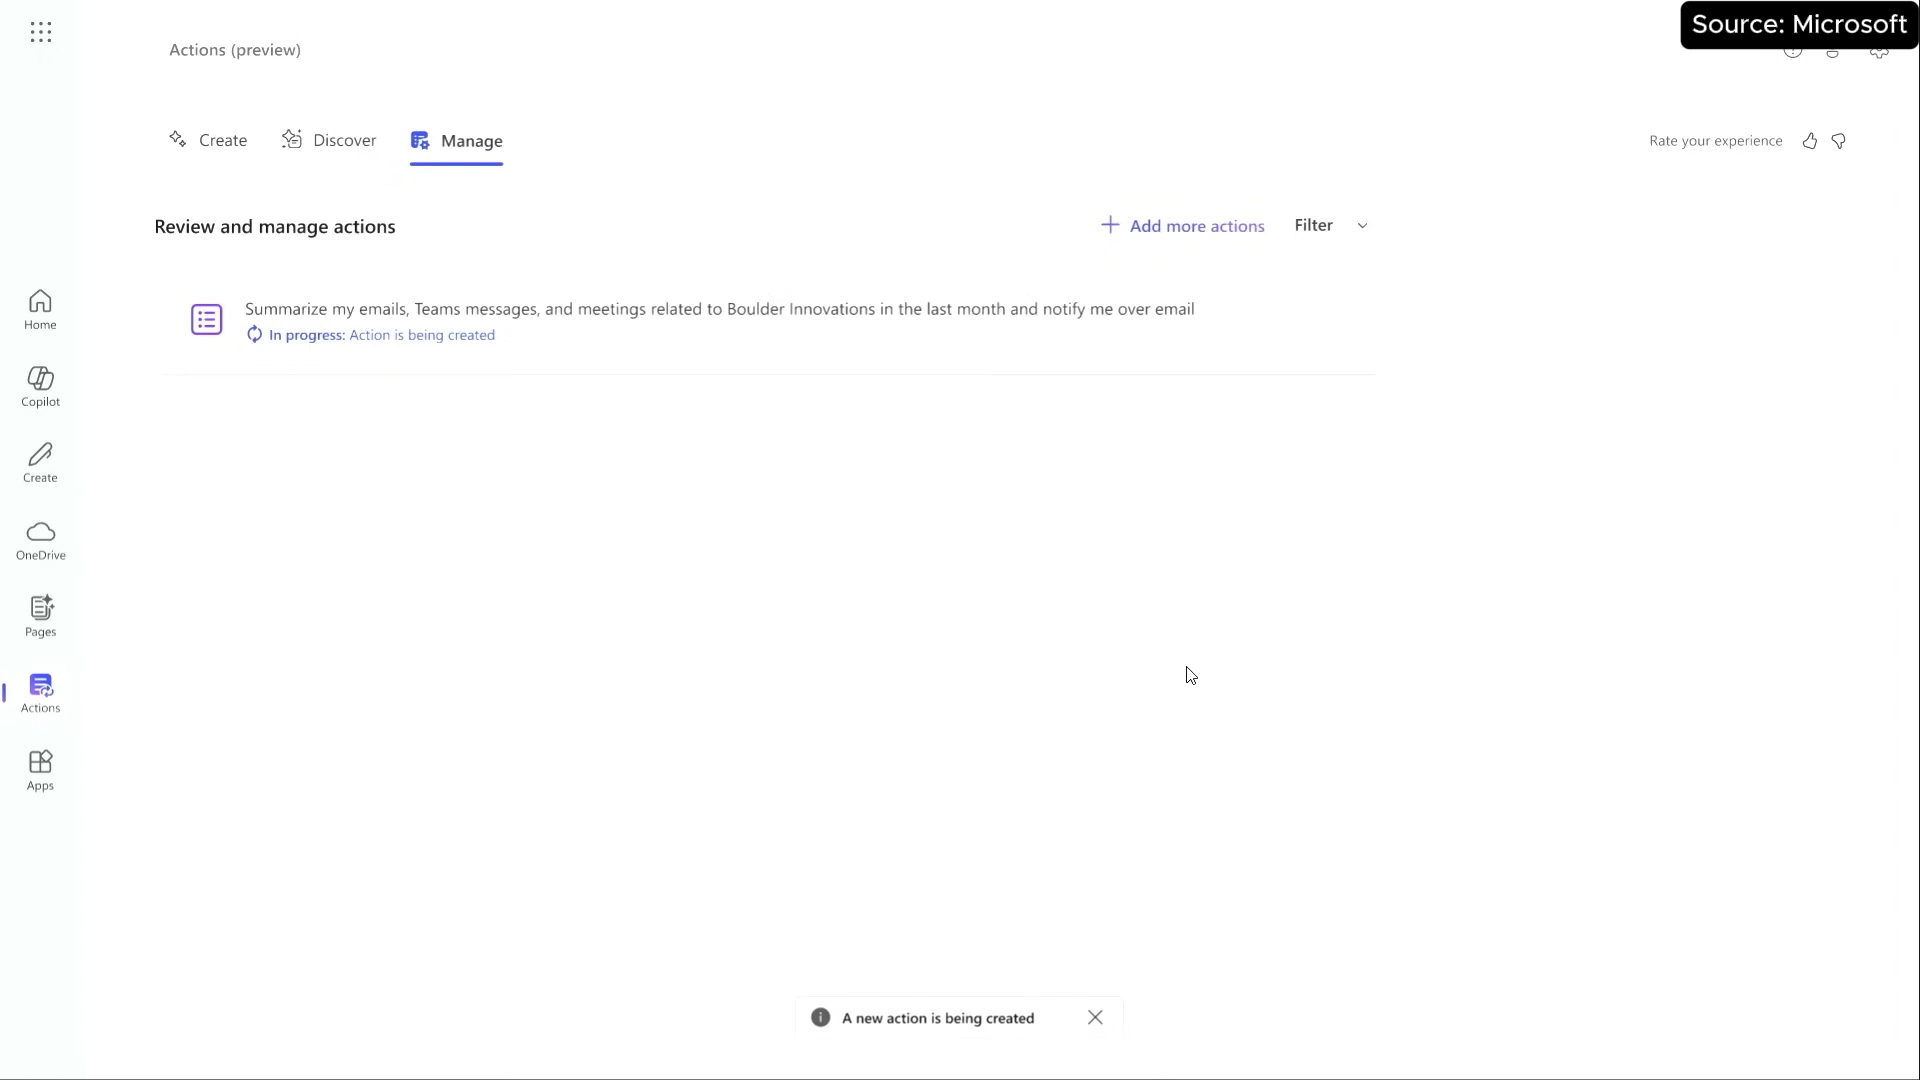 Source: Microsoft
Actions (preview)
Create
Discover
Manage
Rate your experience
Review and manage actions
Add more actions
Filter
Summarize my emails, Teams messages, and meetings related to Boulder Innovations in the last month and notify me over email
In progress: Action is being created
Home
Copilot
Create
OneDrive
Pages
Actions
Apps
A new action is being created